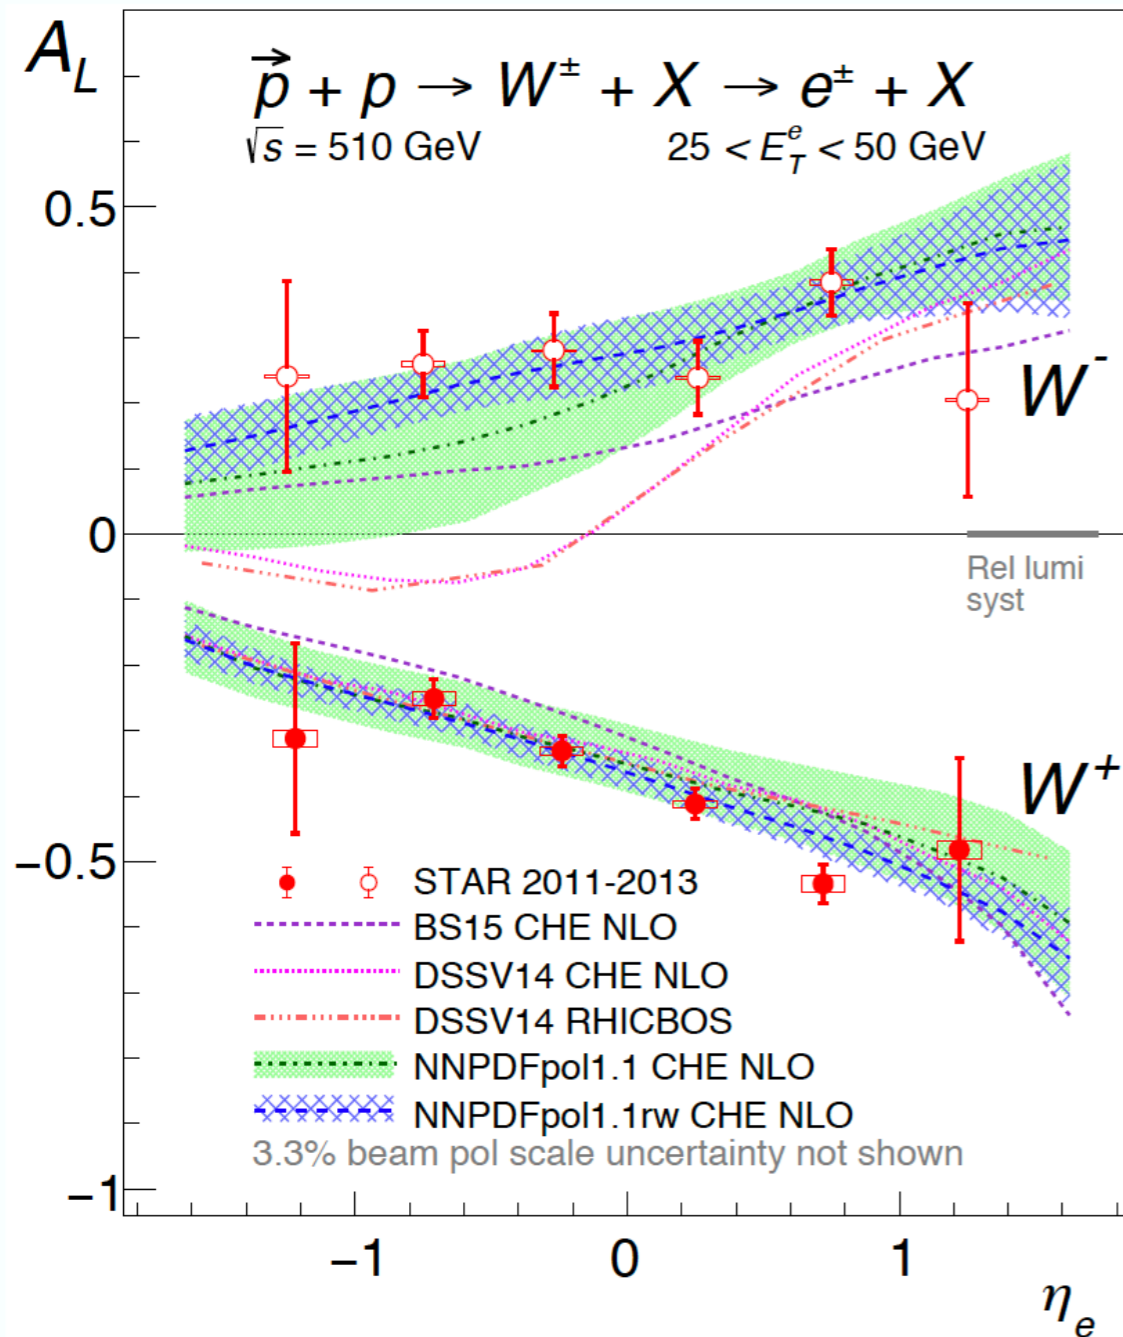 A_L
p⃗ + p → W^± + X → e^± + X
√s = 510 GeV
25 < E_T^e < 50 GeV
0.5
W^-
0
Rel lumi
syst
W^+
−0.5
STAR 2011-2013
BS15 CHE NLO
DSSV14 CHE NLO
DSSV14 RHICBOS
NNPDFpol1.1 CHE NLO
NNPDFpol1.1rw CHE NLO
3.3% beam pol scale uncertainty not shown
−1
−1
0
1
η_e